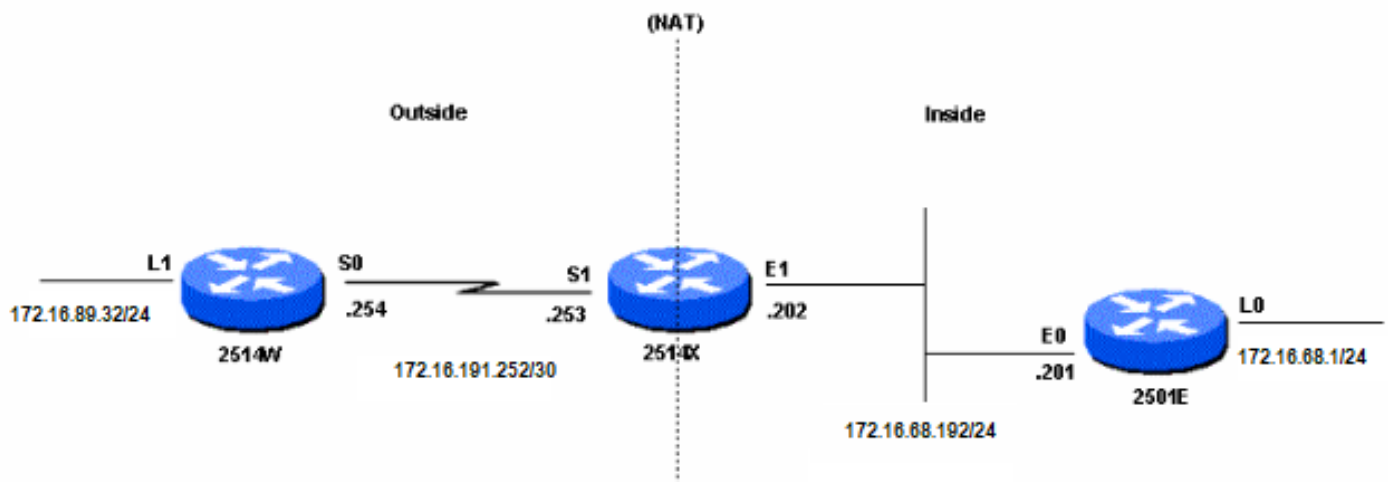 (NAT)
Outside
Inside
L1
S0
S1
E1
172.16.89.32/24
.254
.253
.202
E0
L0
2514W
2514X
172.16.191.252/30
.201
172.16.68.1/24
2501E
172.16.68.192/24